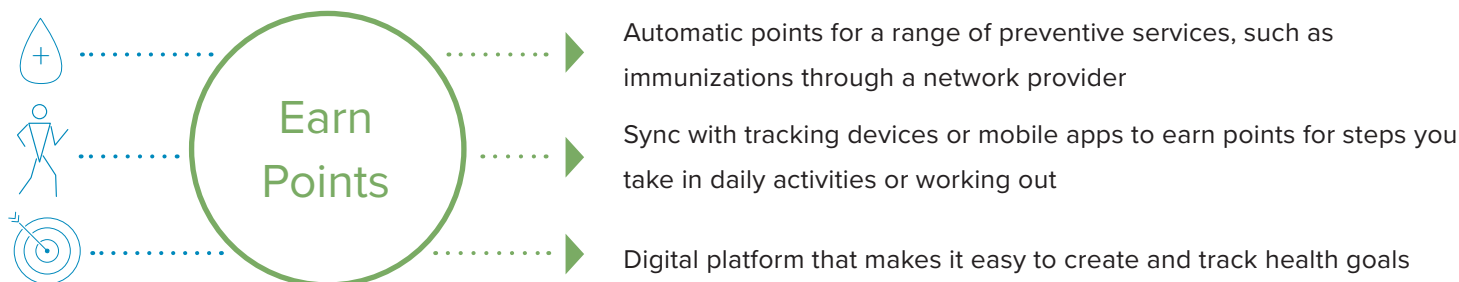 Earn
Points
Automatic points for a range of preventive services, such as
immunizations through a network provider
Sync with tracking devices or mobile apps to earn points for steps you
take in daily activities or working out
Digital platform that makes it easy to create and track health goals